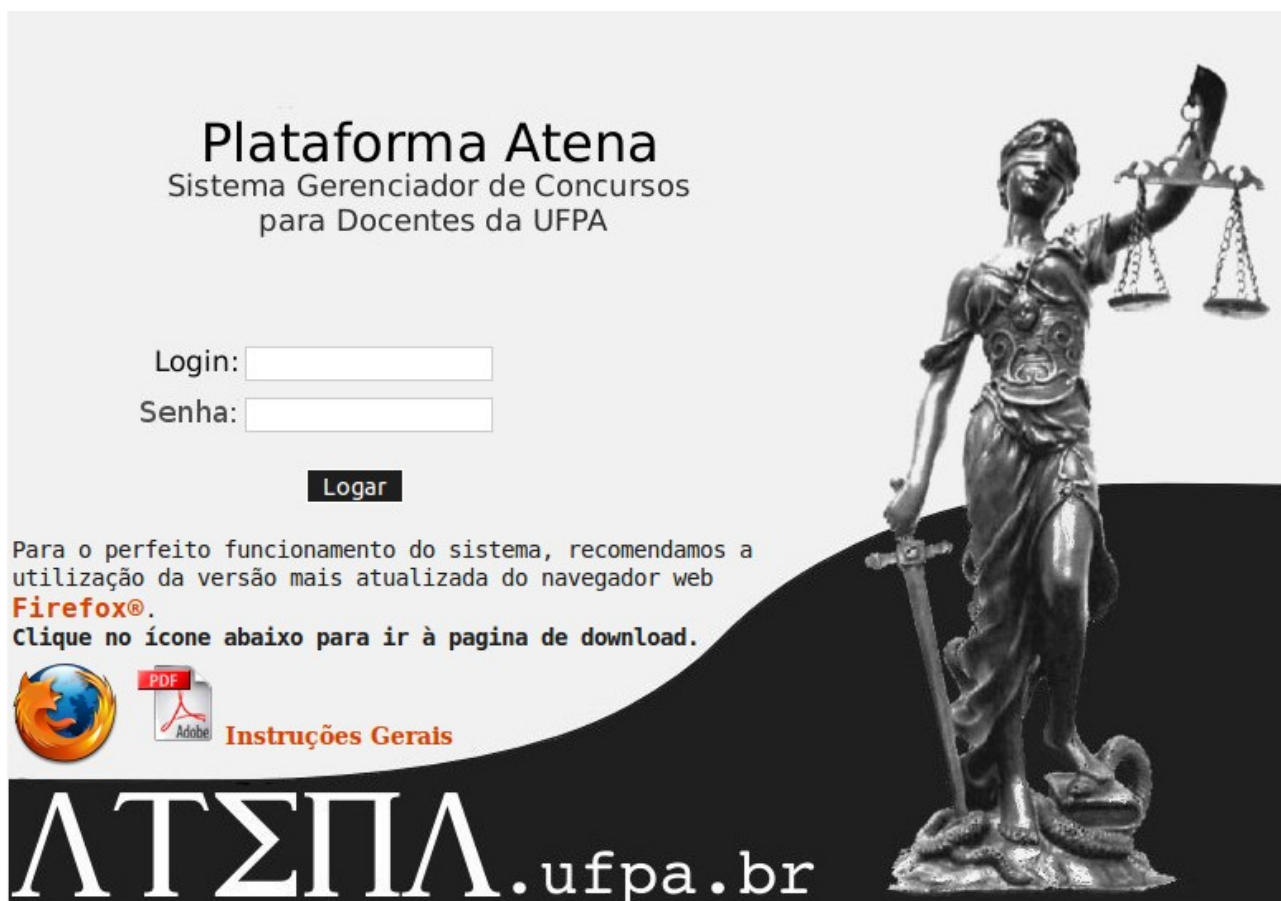 Plataforma Atena
Sistema Gerenciador de Concursos
para Docentes da UFPA
Login:
Senha:
Logar
Para o perfeito funcionamento do sistema, recomendamos a
utilização da versão mais atualizada do navegador web
Firefox®.
Clique no ícone abaixo para ir à pagina de download.
PDF
Adobe
Instruções Gerais
ΛTΣΠΛ.ufpa.br